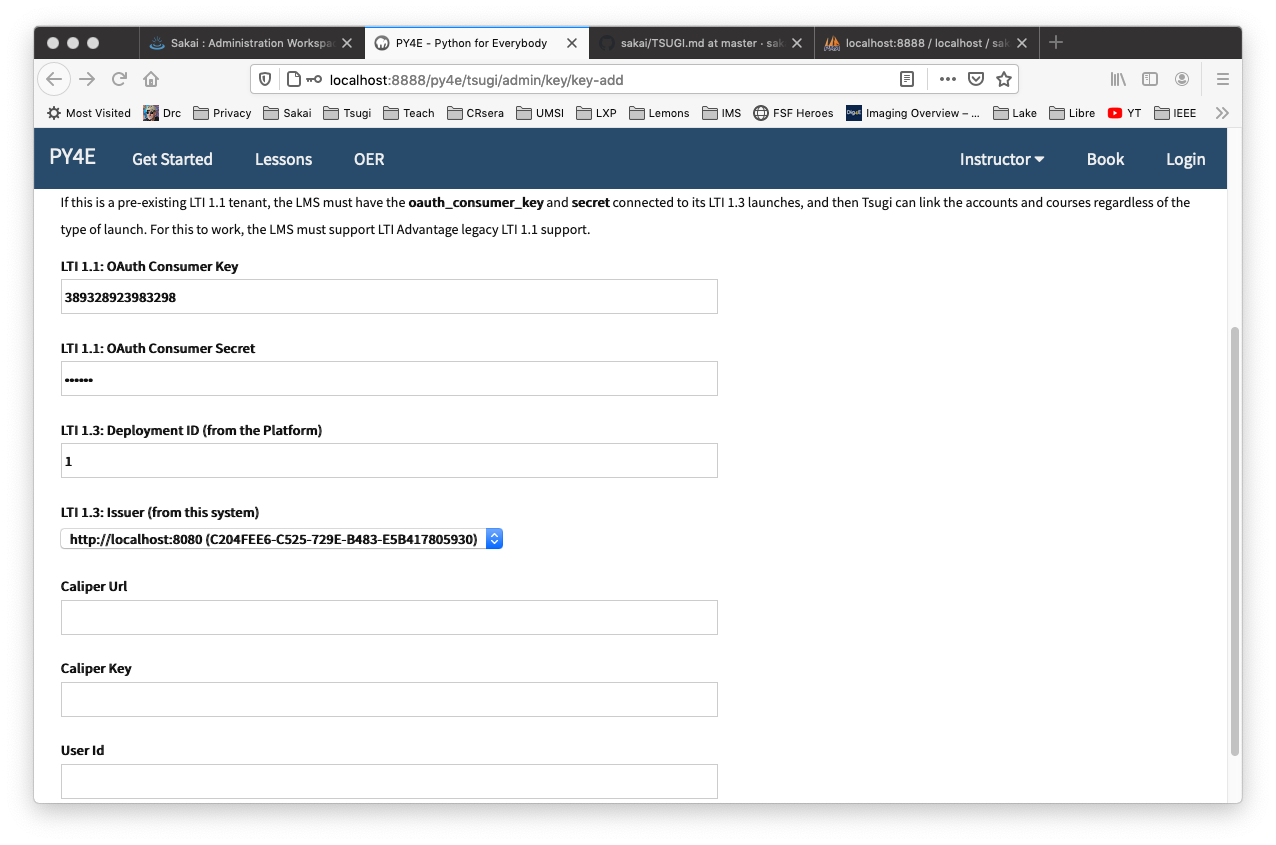 Sakai : Administration Workspa
PY4E - Python for Everybody
sakai/TSUGI.md at master · sak
localhost:8888 / localhost / sak
localhost:8888/py4e/tsugi/admin/key/key-add
Most Visited Drc Privacy Sakai Tsugi Teach CRsera UMSI LXP Lemons IMS FSF Heroes Imaging Overview – ... Lake Libre YT IEEE
PY4E Get Started Lessons OER Instructor Book Login
If this is a pre-existing LTI 1.1 tenant, the LMS must have the oauth_consumer_key and secret connected to its LTI 1.3 launches, and then Tsugi can link the accounts and courses regardless of the
type of launch. For this to work, the LMS must support LTI Advantage legacy LTI 1.1 support.
LTI 1.1: OAuth Consumer Key
389328923983298
LTI 1.1: OAuth Consumer Secret
••••••
LTI 1.3: Deployment ID (from the Platform)
1
LTI 1.3: Issuer (from this system)
http://localhost:8080 (C204FEE6-C525-729E-B483-E5B417805930)
Caliper Url
Caliper Key
User Id